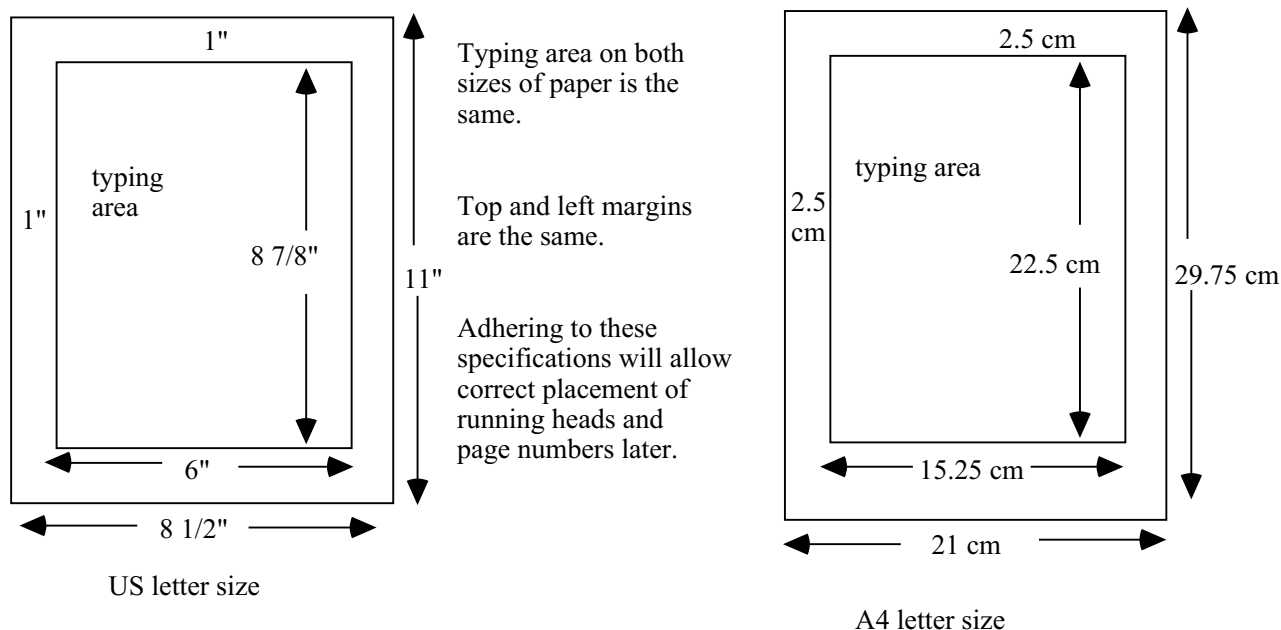 1"
typing
area
1"
8 7/8"
11"
6"
8 1/2"
US letter size
Typing area on both
sizes of paper is the
same.
Top and left margins
are the same.
Adhering to these
specifications will allow
correct placement of
running heads and
page numbers later.
2.5 cm
typing area
2.5
cm
22.5 cm
29.75 cm
15.25 cm
21 cm
A4 letter size